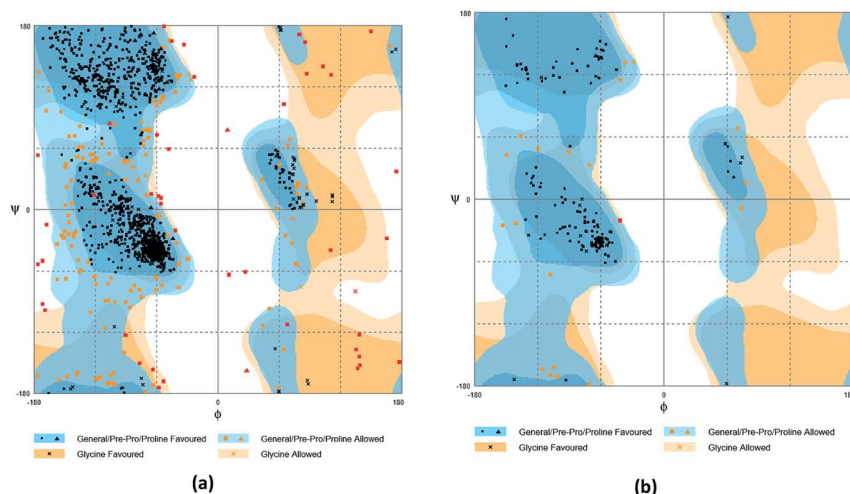 180
ψ
0
-180
-180
0
180
ϕ
General/Pre-Pro/Proline Favoured
General/Pre-Pro/Proline Allowed
Glycine Favoured
Glycine Allowed
(a)
180
ψ
0
-180
-180
0
180
ϕ
General/Pre-Pro/Proline Favoured
General/Pre-Pro/Proline Allowed
Glycine Favoured
Glycine Allowed
(b)